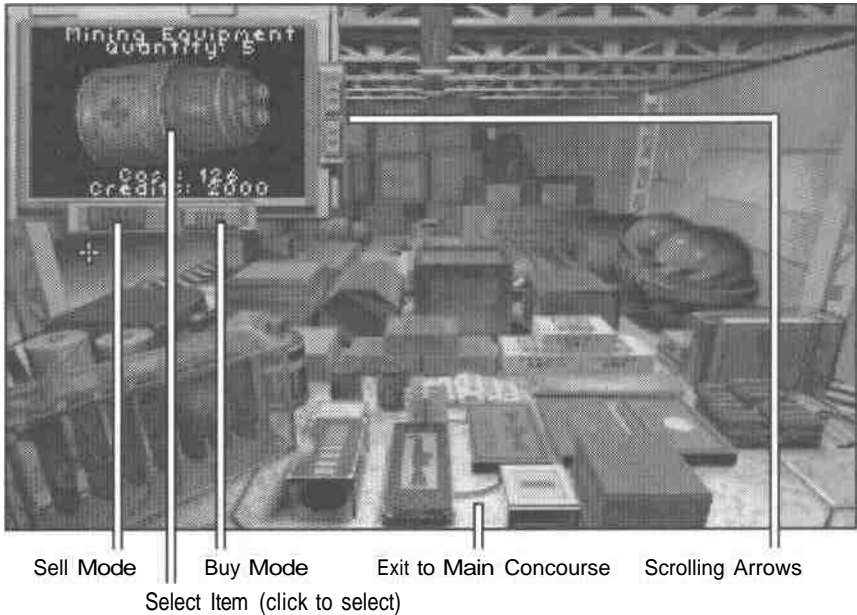 Mining Equipment
Quantity: 5
Cost: 126
Credits: 2000
Sell Mode Buy Mode Exit to Main Concourse Scrolling Arrows
Select Item (click to select)